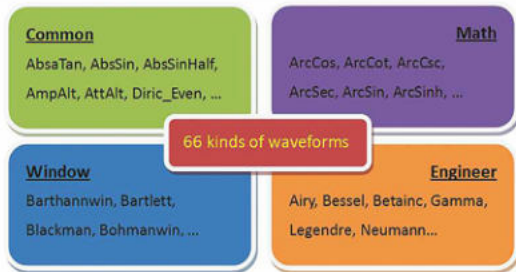 Common
AbsaTan, AbsSin, AbsSinHalf,
AmpAlt, AttAlt, Diric_Even, ...
Math
ArcCos, ArcCot, ArcCsc,
ArcSec, ArcSin, ArcSinh, ...
66 kinds of waveforms
Window
Barthannwin, Bartlett,
Blackman, Bohmanwin, ...
Engineer
Airy, Bessel, Betainc, Gamma,
Legendre, Neumann...